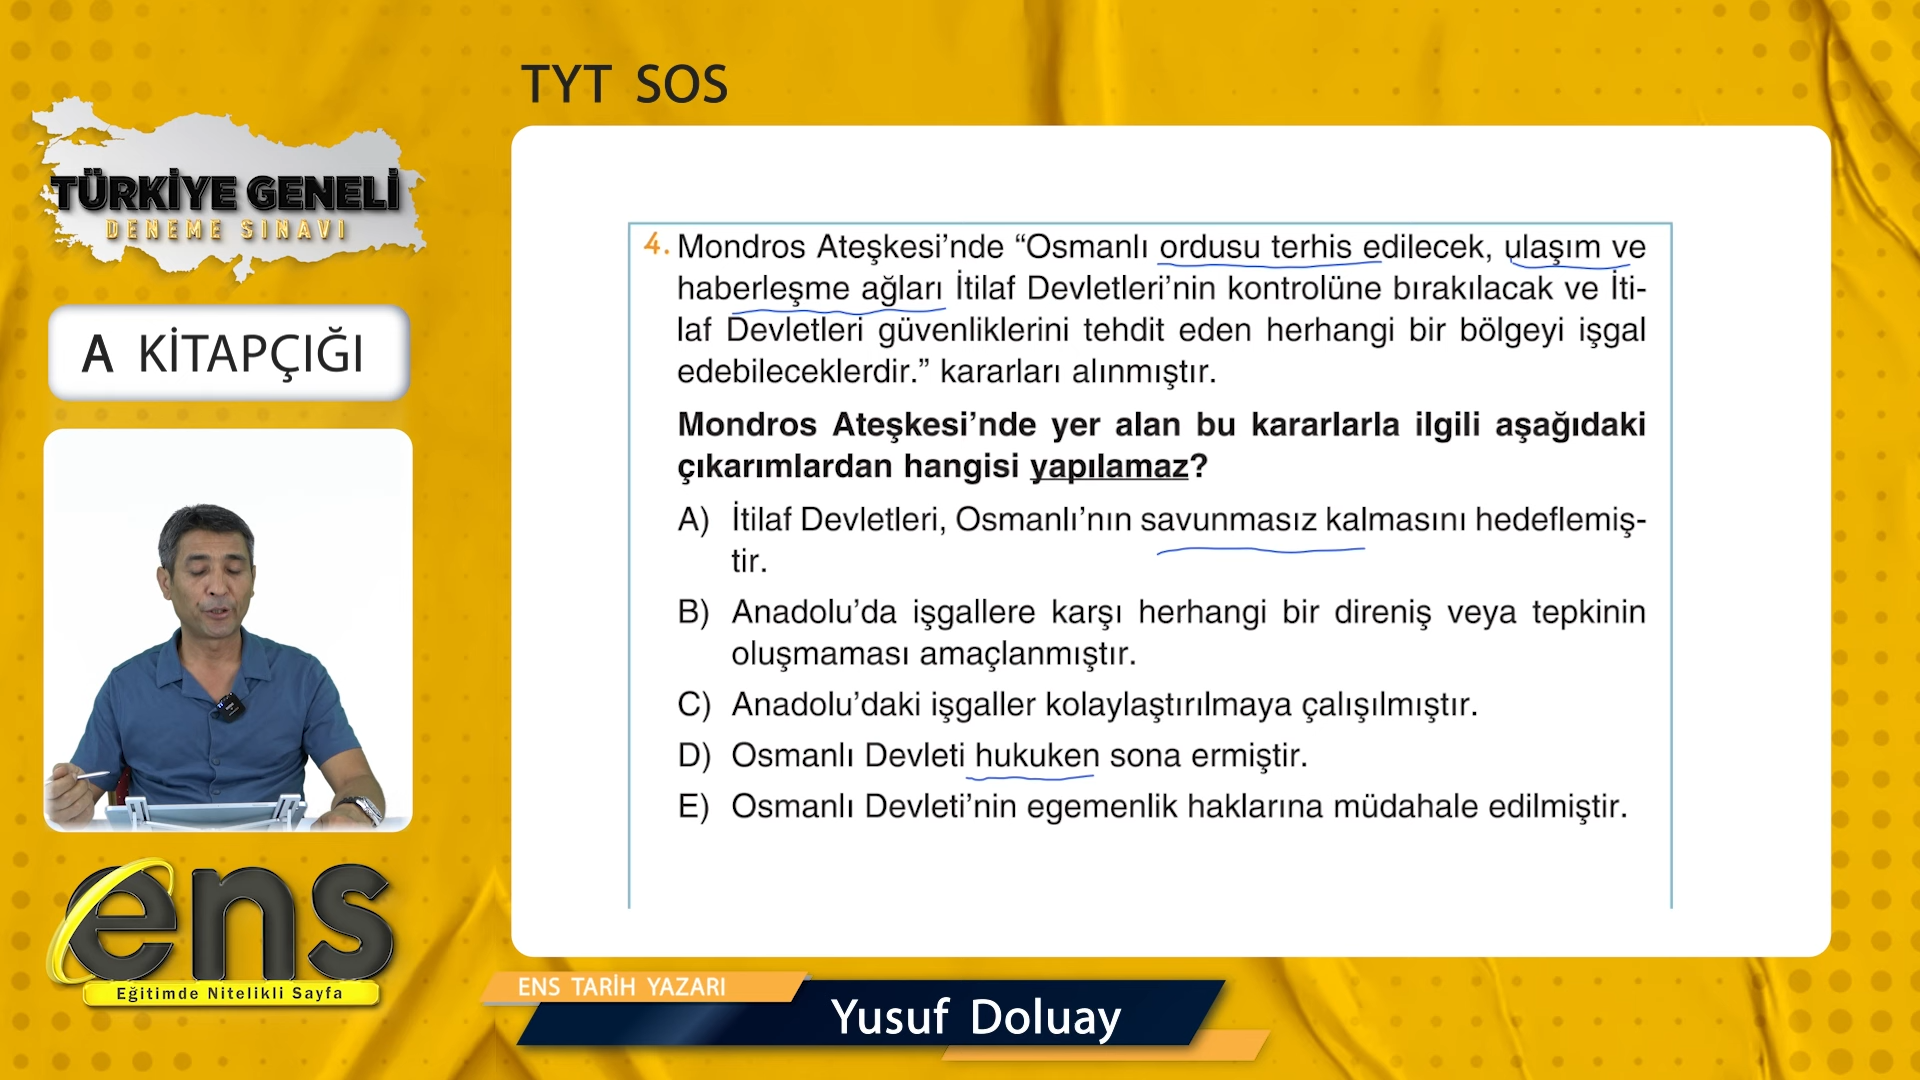 TYT SOS
TÜRKİYE GENELİ
DENEME SINAVI
A KİTAPÇIĞI
4. Mondros Ateşkesi’nde “Osmanlı ordusu terhis edilecek, ulaşım ve
haberleşme ağları İtilaf Devletleri’nin kontrolüne bırakılacak ve İti-
laf Devletleri güvenliklerini tehdit eden herhangi bir bölgeyi işgal
edebileceklerdir.” kararları alınmıştır.
Mondros Ateşkesi’nde yer alan bu kararlarla ilgili aşağıdaki
çıkarımlardan hangisi yapılamaz?
A) İtilaf Devletleri, Osmanlı’nın savunmasız kalmasını hedeflemiş-
tir.
B) Anadolu’da işgallere karşı herhangi bir direniş veya tepkinin
oluşmaması amaçlanmıştır.
C) Anadolu’daki işgaller kolaylaştırılmaya çalışılmıştır.
D) Osmanlı Devleti hukuken sona ermiştir.
E) Osmanlı Devleti’nin egemenlik haklarına müdahale edilmiştir.
ens
Eğitimde Nitelikli Sayfa
ENS TARİH YAZARI
Yusuf Doluay